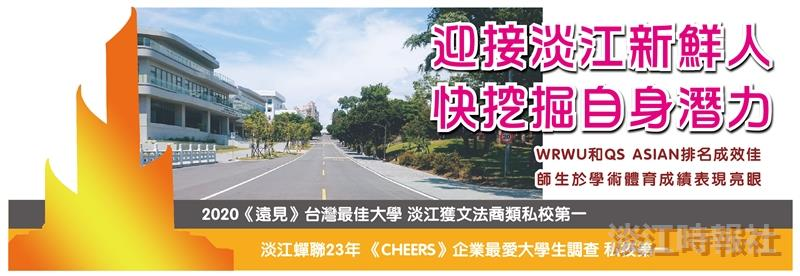 迎接淡江新鮮人
快挖掘自身潛力
WRWU和QS ASIAN排名成效佳
師生於學術體育成績表現亮眼
2020《遠見》台灣最佳大學 淡江獲文法商類私校第一
淡江蟬聯23年 《CHEERS》企業最愛大學生調查 私校第一
淡江時報社